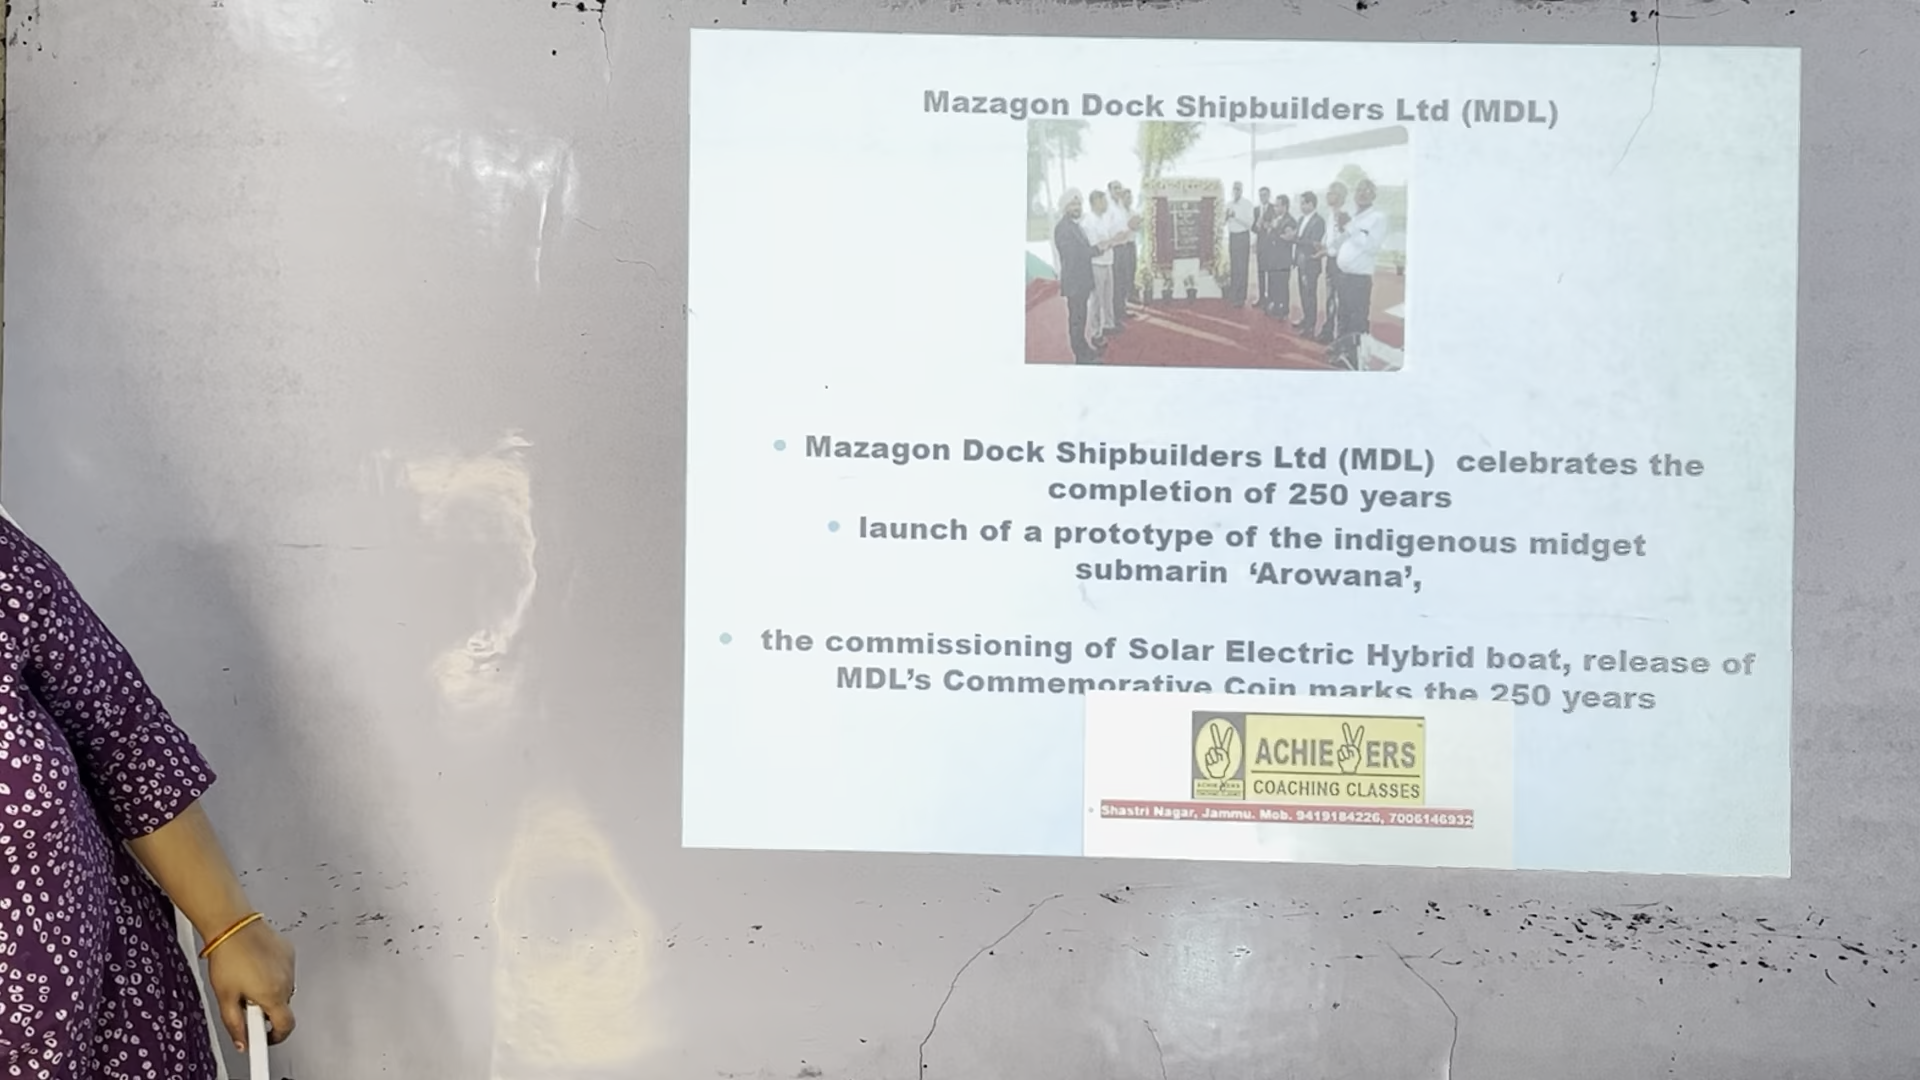 Mazagon Dock Shipbuilders Ltd (MDL)
• Mazagon Dock Shipbuilders Ltd (MDL) celebrates the
completion of 250 years
• launch of a prototype of the indigenous midget
submarin ‘Arowana’,
• the commissioning of Solar Electric Hybrid boat, release of
MDL’s Commemorative Coin marks the 250 years
ACHIEVERS
COACHING CLASSES
• Shastri Nagar, Jammu. Mob. 9419184226, 7006146932